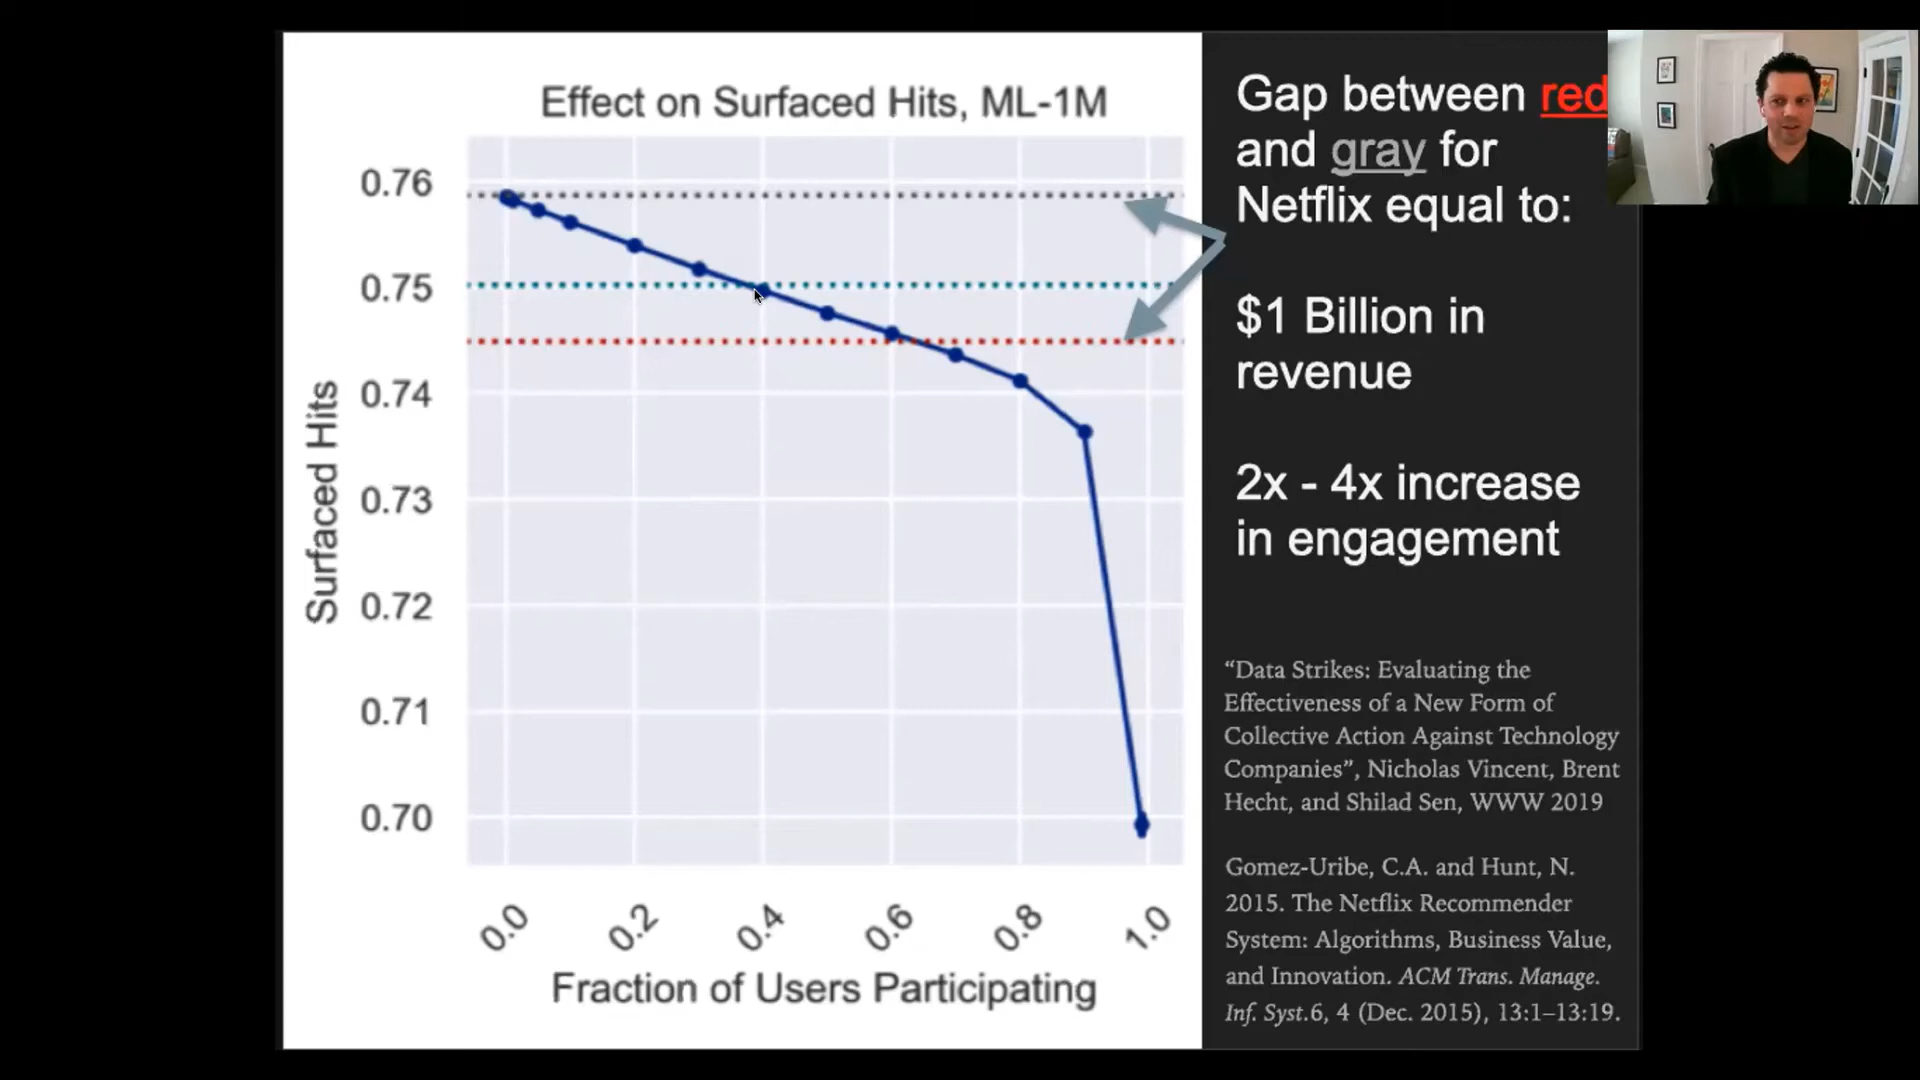 Effect on Surfaced Hits, ML-1M
0.76
0.75
0.74
0.73
0.72
0.71
0.70
Surfaced Hits
0.0
0.2
0.4
0.6
0.8
1.0
Fraction of Users Participating
Gap between red
and gray for
Netflix equal to:
$1 Billion in
revenue
2x - 4x increase
in engagement
“Data Strikes: Evaluating the
Effectiveness of a New Form of
Collective Action Against Technology
Companies”, Nicholas Vincent, Brent
Hecht, and Shilad Sen, WWW 2019
Gomez-Uribe, C.A. and Hunt, N.
2015. The Netflix Recommender
System: Algorithms, Business Value,
and Innovation. ACM Trans. Manage.
Inf. Syst.6, 4 (Dec. 2015), 13:1–13:19.